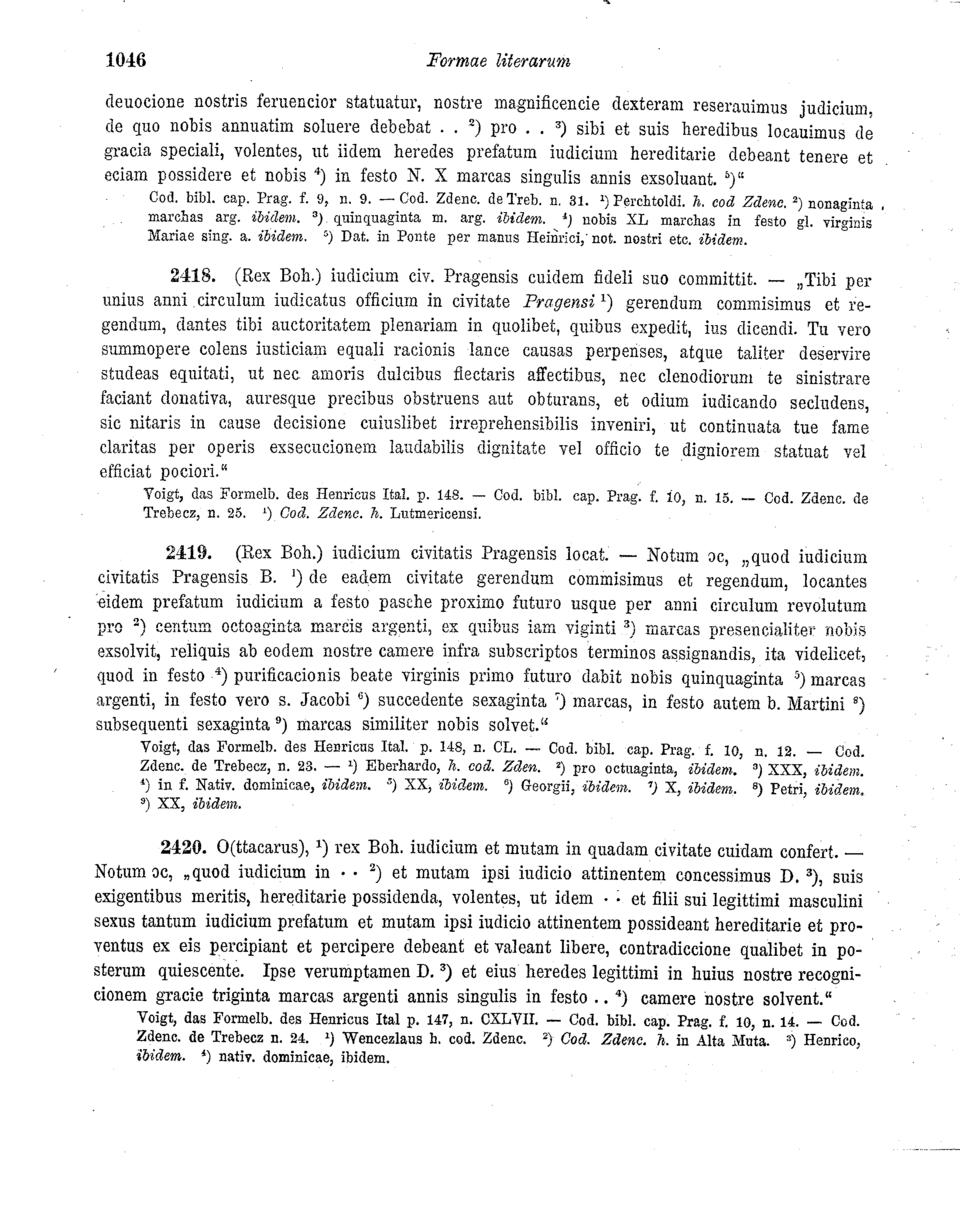 1046 Formae literarum
deuocione nostris feruencior statuatur, nostre magnificencie dexteram reserauimus judicium,
de quo nobis annuatim soluere debebat . . ²) pro . . ³) sibi et suis heredibus locauimus de
gracia speciali, volentes, ut iidem heredes prefatum iudicium hereditarie debeant tenere et
eciam possidere et nobis ⁴) in festo N. X marcas singulis annis exsoluant. ⁵)“
Cod. bibl. cap. Prag. f. 9, n. 9. — Cod. Zdenc. de Treb. n. 31. ¹) Perchtoldi. h. cod Zdenc. ²) nonaginta
marchas arg. ibidem. ³) quinquaginta m. arg. ibidem. ⁴) nobis XL marchas in festo gl. virginis
Mariae sing. a. ibidem. ⁵) Dat. in Ponte per manus Heinrici, not. nostri etc. ibidem.
2418. (Rex Boh.) iudicium civ. Pragensis cuidem fideli suo committit. — „Tibi per
unius anni circulum iudicatus officium in civitate Pragensi ¹) gerendum commisimus et re-
gendum, dantes tibi auctoritatem plenariam in quolibet, quibus expedit, ius dicendi. Tu vero
summopere colens iusticiam equali racionis lance causas perpenses, atque taliter deservire
studeas equitati, ut nec amoris dulcibus flectaris affectibus, nec clenodiorum te sinistrare
faciant donativa, auresque precibus obstruens aut obturans, et odium iudicando secludens,
sic nitaris in cause decisione cuiuslibet irreprehensibilis inveniri, ut continuata tue fame
claritas per operis exsecucionem laudabilis dignitate vel officio te digniorem statuat vel
efficiat pociori.“
Voigt, das Formelb. des Henricus Ital. p. 148. — Cod. bibl. cap. Prag. f. 10, n. 15. — Cod. Zdenc. de
Trebecz, n. 25. ¹) Cod. Zdenc. h. Lutmericensi.
2419. (Rex Boh.) iudicium civitatis Pragensis locat. — Notum ɔc, „quod iudicium
civitatis Pragensis B. ¹) de eadem civitate gerendum commisimus et regendum, locantes
eidem prefatum iudicium a festo pasche proximo futuro usque per anni circulum revolutum
pro ²) centum octoaginta marcis argenti, ex quibus iam viginti ³) marcas presencialiter nobis
exsolvit, reliquis ab eodem nostre camere infra subscriptos terminos assignandis, ita videlicet,
quod in festo ⁴) purificacionis beate virginis primo futuro dabit nobis quinquaginta ⁵) marcas
argenti, in festo vero s. Jacobi ⁶) succedente sexaginta ⁷) marcas, in festo autem b. Martini ⁸)
subsequenti sexaginta ⁹) marcas similiter nobis solvet.“
Voigt, das Formelb. des Henricus Ital. p. 148, n. CL. — Cod. bibl. cap. Prag. f. 10, n. 12. — Cod.
Zdenc. de Trebecz, n. 23. — ¹) Eberhardo, h. cod. Zden. ²) pro octuaginta, ibidem. ³) XXX, ibidem.
⁴) in f. Nativ. dominicae, ibidem. ⁵) XX, ibidem. ⁶) Georgii, ibidem. ⁷) X, ibidem. ⁸) Petri, ibidem.
⁹) XX, ibidem.
2420. O(ttacarus), ¹) rex Boh. iudicium et mutam in quadam civitate cuidam confert. —
Notum ɔc, „quod iudicium in · · ²) et mutam ipsi iudicio attinentem concessimus D. ³), suis
exigentibus meritis, hereditarie possidenda, volentes, ut idem · · et filii sui legittimi masculini
sexus tantum iudicium prefatum et mutam ipsi iudicio attinentem possideant hereditarie et pro-
ventus ex eis percipiant et percipere debeant et valeant libere, contradiccione qualibet in po-
sterum quiescente. Ipse verumptamen D. ³) et eius heredes legittimi in huius nostre recogni-
cionem gracie triginta marcas argenti annis singulis in festo . . ⁴) camere nostre solvent.“
Voigt, das Formelb. des Henricus Ital p. 147, n. CXLVII. — Cod. bibl. cap. Prag. f. 10, n. 14. — Cod.
Zdenc. de Trebecz n. 24. ¹) Wencezlaus h. cod. Zdenc. ²) Cod. Zdenc. h. in Alta Muta. ³) Henrico,
ibidem. ⁴) nativ. dominicae, ibidem.